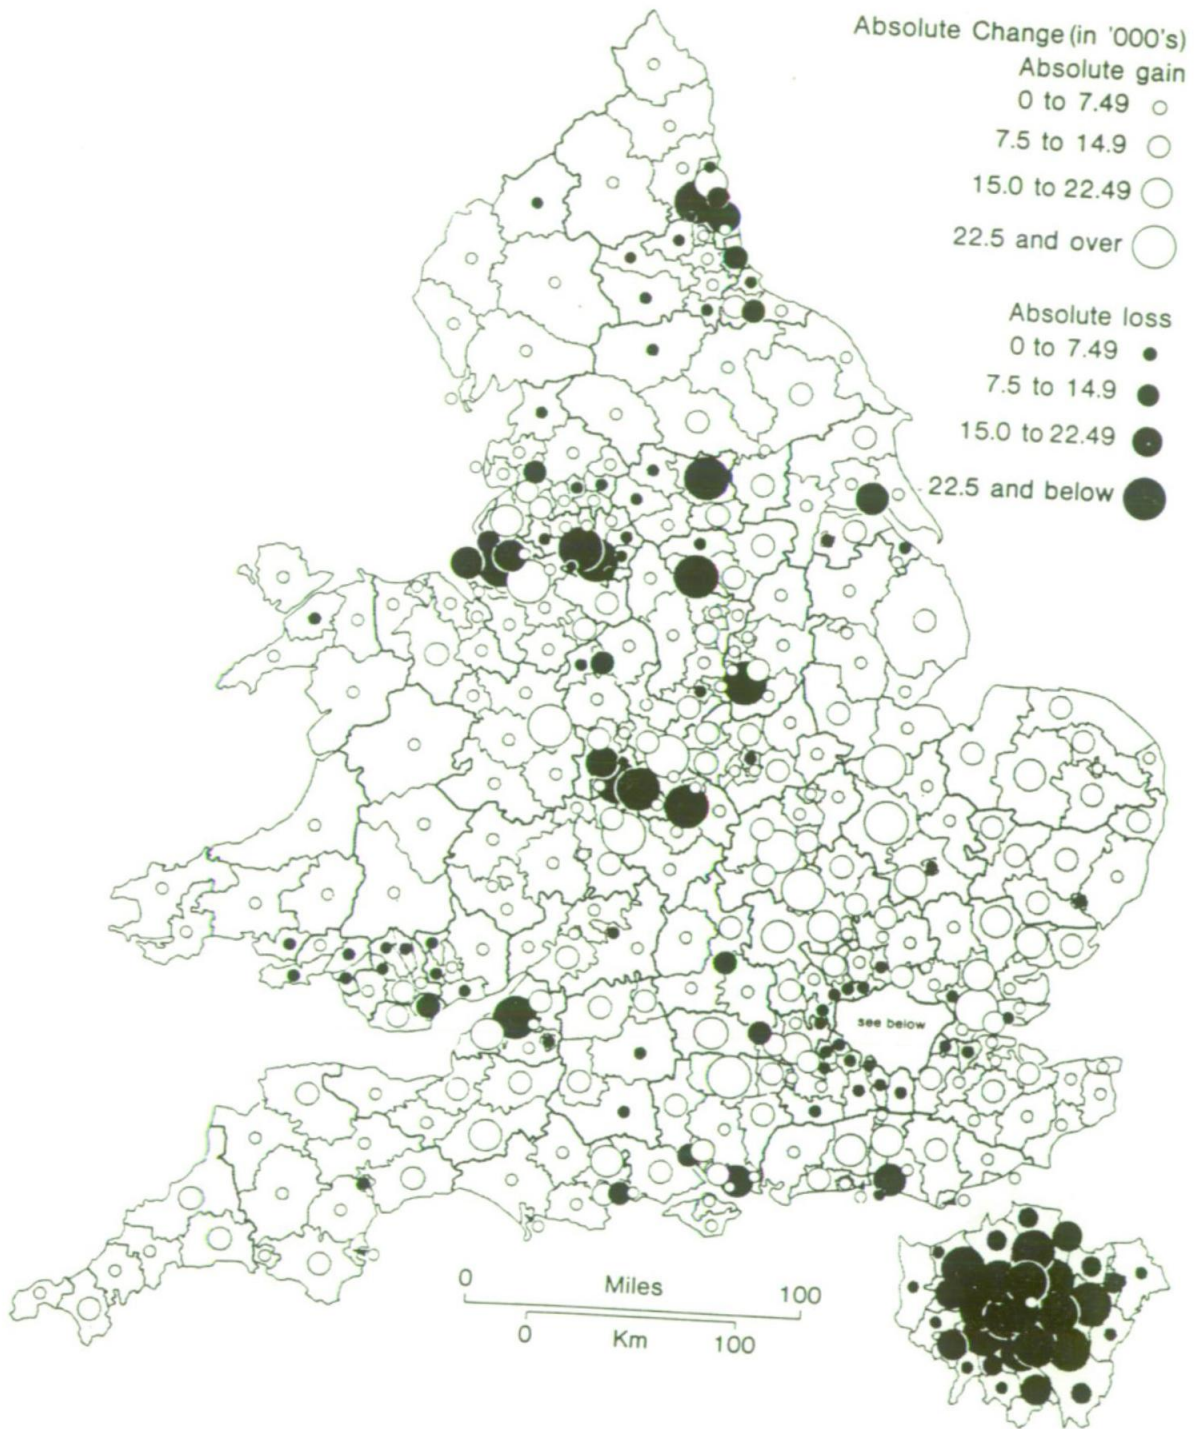 Absolute Change (in '000's)
Absolute gain
0 to 7.49
7.5 to 14.9
15.0 to 22.49
22.5 and over
Absolute loss
0 to 7.49
7.5 to 14.9
15.0 to 22.49
22.5 and below
see below
0 Miles 100
0 Km 100